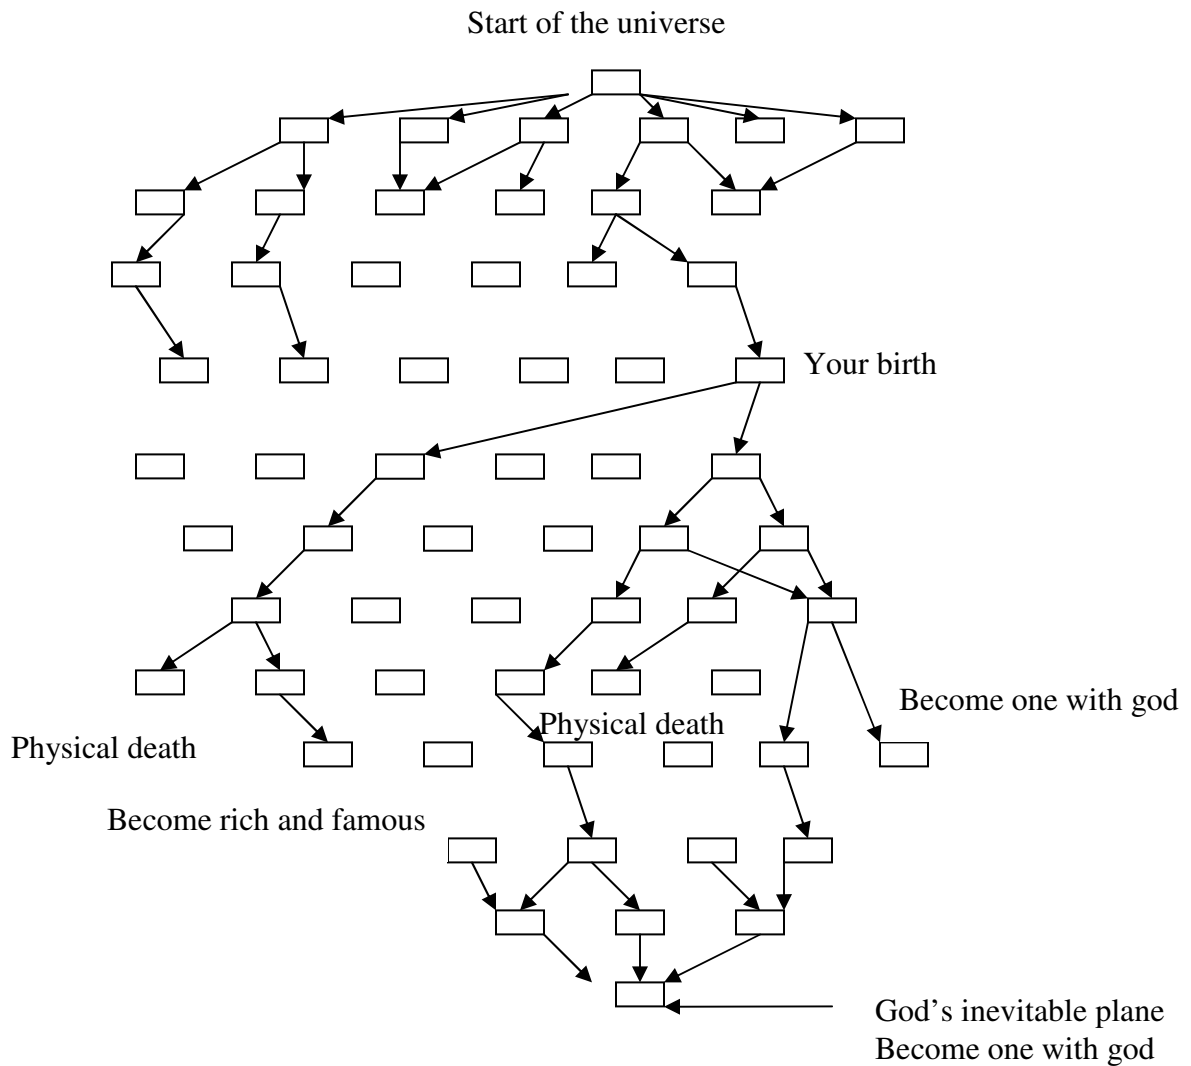 Start of the universe
Your birth
Become one with god
Physical death
Physical death
Become rich and famous
God’s inevitable plane
Become one with god